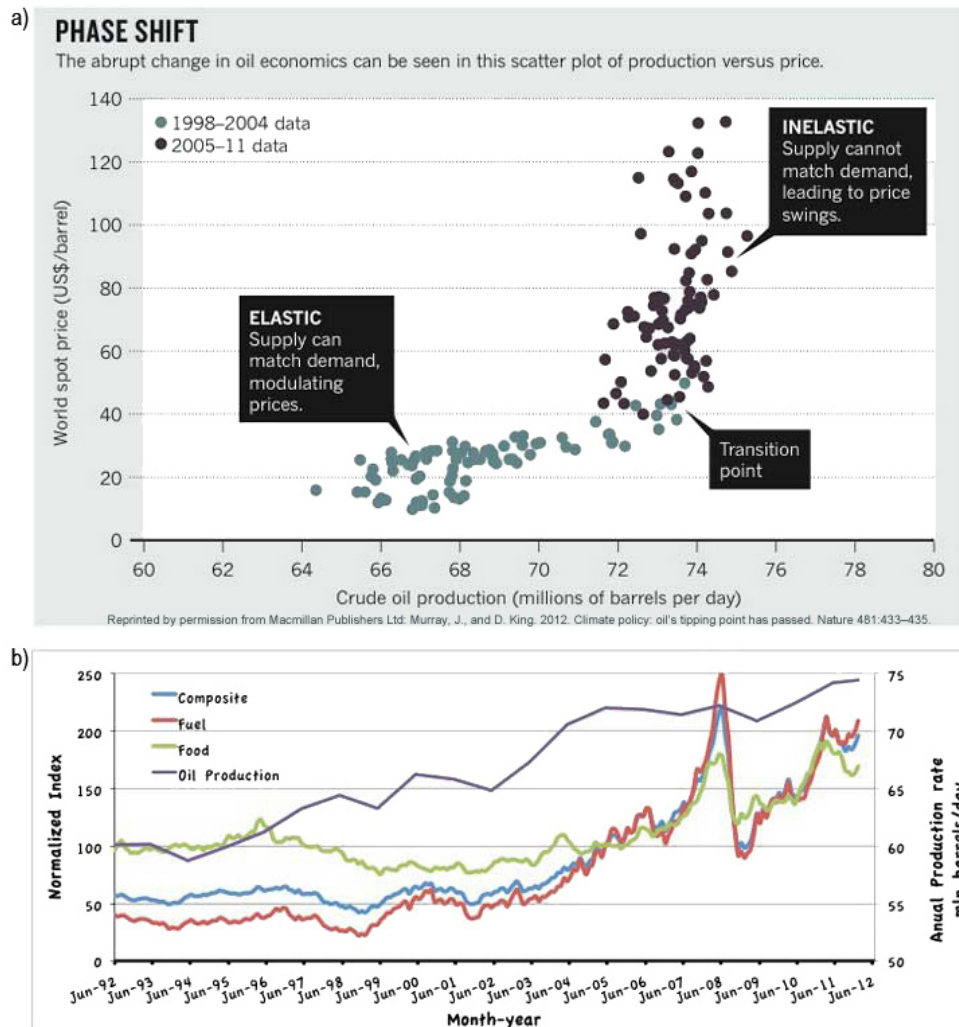 a)
PHASE SHIFT
The abrupt change in oil economics can be seen in this scatter plot of production versus price.
World spot price (US$/barrel)
140
120
100
80
60
40
20
0
1998–2004 data
2005–11 data
ELASTIC
Supply can
match demand,
modulating
prices.
INELASTIC
Supply cannot
match demand,
leading to price
swings.
Transition
point
60 62 64 66 68 70 72 74 76 78 80
Crude oil production (millions of barrels per day)
Reprinted by permission from Macmillan Publishers Ltd: Murray, J., and D. King. 2012. Climate policy: oil's tipping point has passed. Nature 481:433–435.
b)
Normalized Index
250
200
150
100
50
0
Composite
Fuel
Food
Oil Production
75
70
65
60
55
50
Anual Production rate
mln barrels/day
Jun-92 Jun-93 Jun-94 Jun-95 Jun-96 Jun-97 Jun-98 Jun-99 Jun-00 Jun-01 Jun-02 Jun-03 Jun-04 Jun-05 Jun-06 Jun-07 Jun-08 Jun-09 Jun-10 Jun-11 Jun-12
Month-year